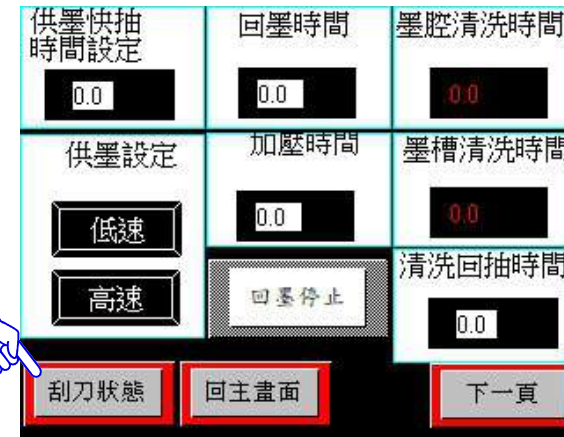 供墨快抽
時間設定
0.0
回墨時間
0.0
墨腔清洗時間
0.0
供墨設定
低速
高速
加壓時間
0.0
墨槽清洗時間
0.0
回墨停止
清洗回抽時間
0.0
刮刀狀態
回主畫面
下一頁